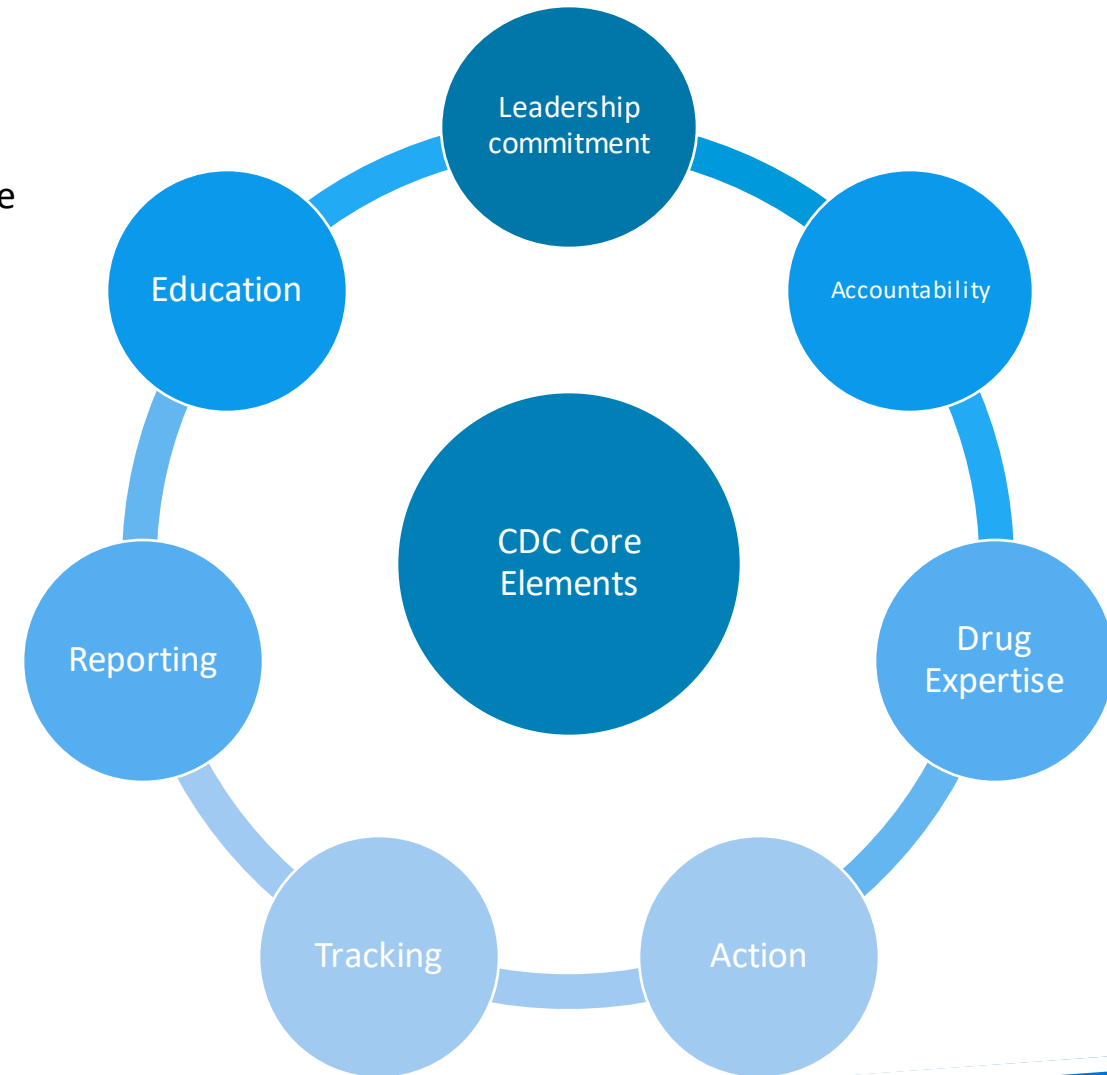 Leadership
commitment
e
Education
Accountability
CDC Core
Elements
Drug
Expertise
Reporting
Tracking
Action